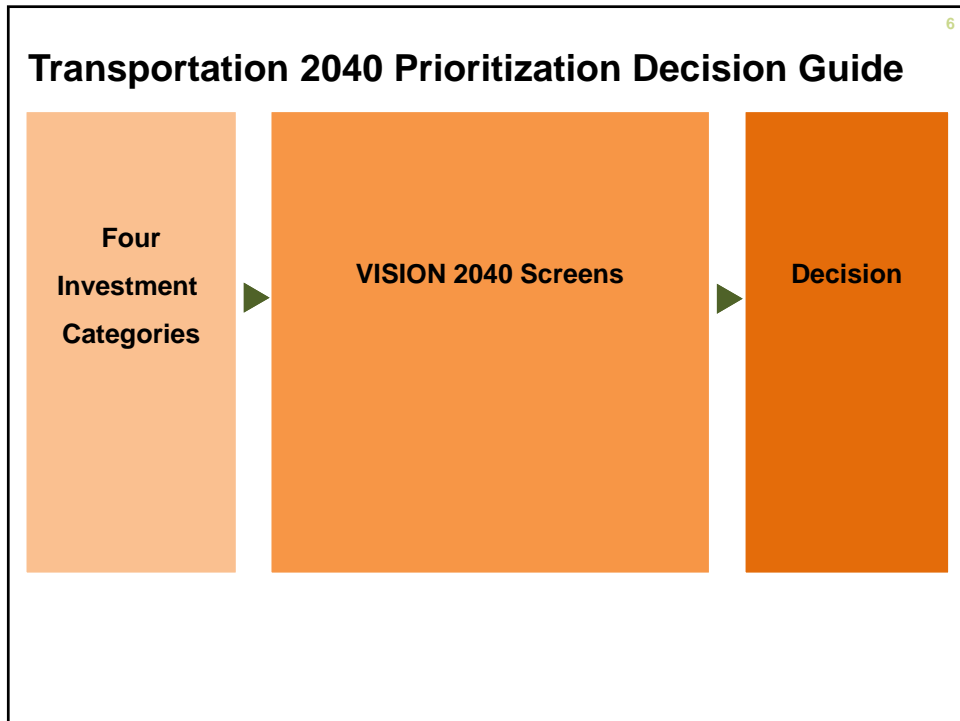 6
Transportation 2040 Prioritization Decision Guide
Four
Investment
Categories
VISION 2040 Screens
Decision